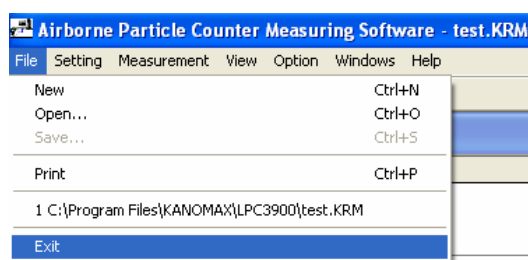 Airborne Particle Counter Measuring Software - test.KRM
File Setting Measurement View Option Windows Help
New Ctrl+N
Open... Ctrl+O
Save... Ctrl+S
Print Ctrl+P
1 C:\Program Files\KANOMAX\LPC3900\test.KRM
Exit